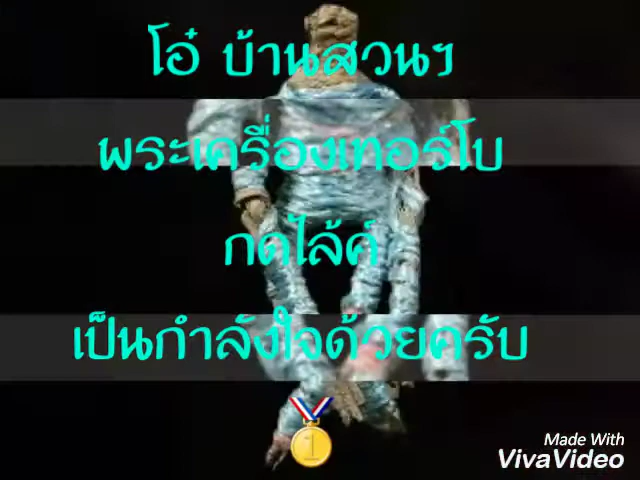 โอ๋ บ้านสวนฯ
พระเครื่องเทอร์โบ
กดไล้ค์
เป็นกำลังใจด้วยครับ
1
Made With
VivaVideo